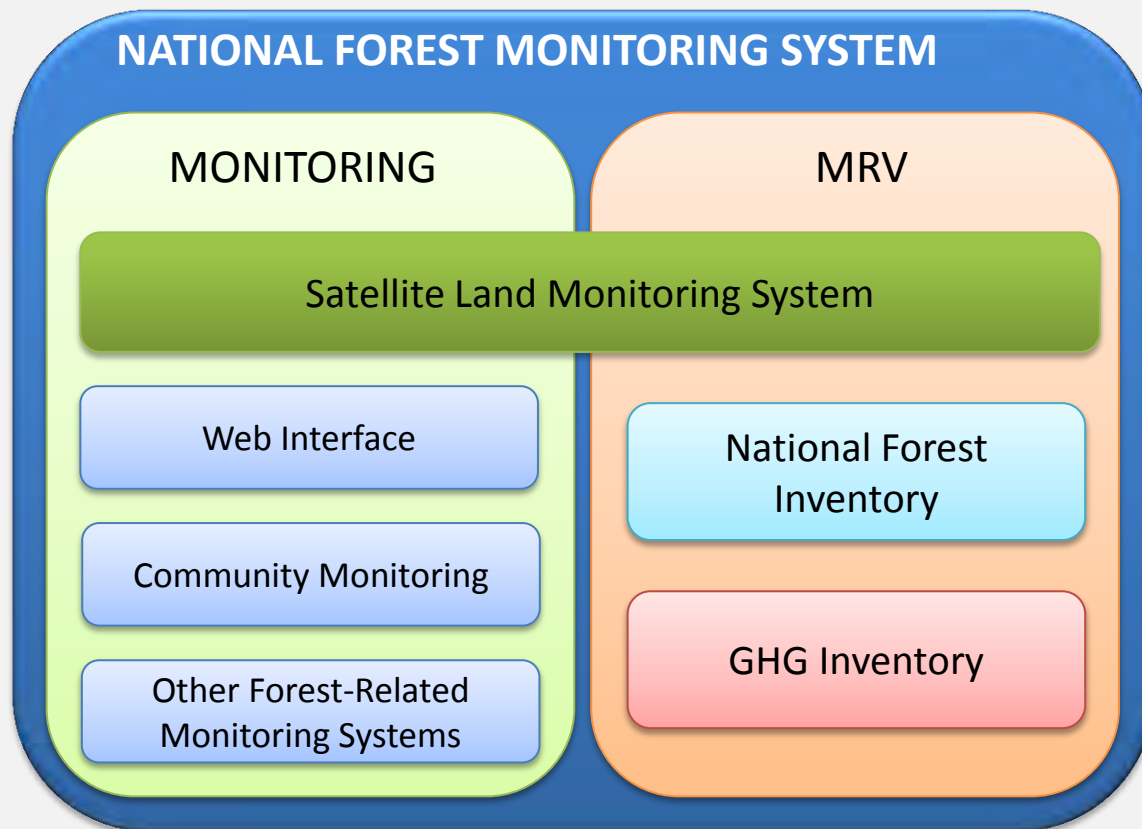 NATIONAL FOREST MONITORING SYSTEM
MONITORING
MRV
Satellite Land Monitoring System
Web Interface
Community Monitoring
Other Forest-Related
Monitoring Systems
National Forest
Inventory
GHG Inventory